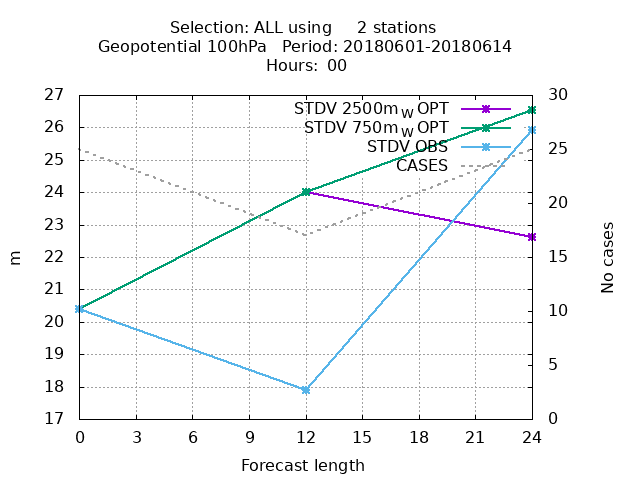 Selection: ALL using     2 stations
Geopotential 100hPa   Period: 20180601-20180614
Hours:  00
STDV 2500m W OPT
STDV 750m W OPT
STDV OBS
CASES
27
26
25
24
23
22
21
20
19
18
17
m
30
25
20
15
10
5
0
No cases
0 3 6 9 12 15 18 21 24
Forecast length